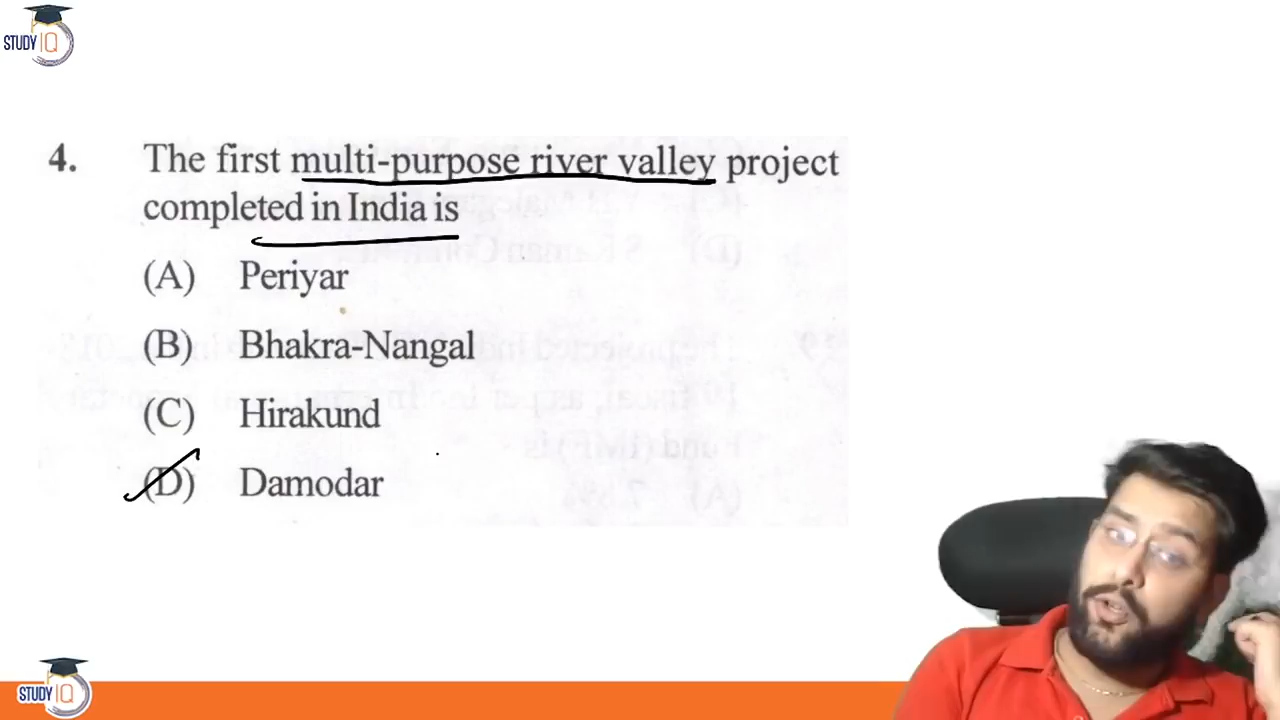 STUDY IQ
4. The first multi-purpose river valley project
completed in India is
(A) Periyar
(B) Bhakra-Nangal
(C) Hirakund
(D) Damodar
STUDY IQ